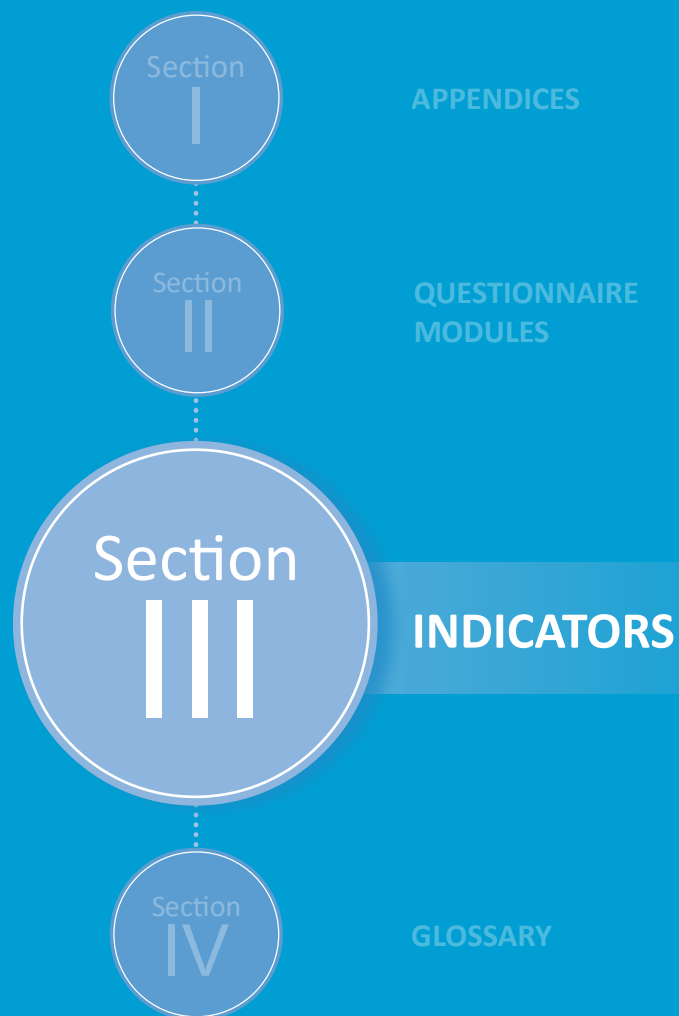 Section
I
APPENDICES
Section
II
QUESTIONNAIRE
MODULES
Section
III
INDICATORS
Section
IV
GLOSSARY